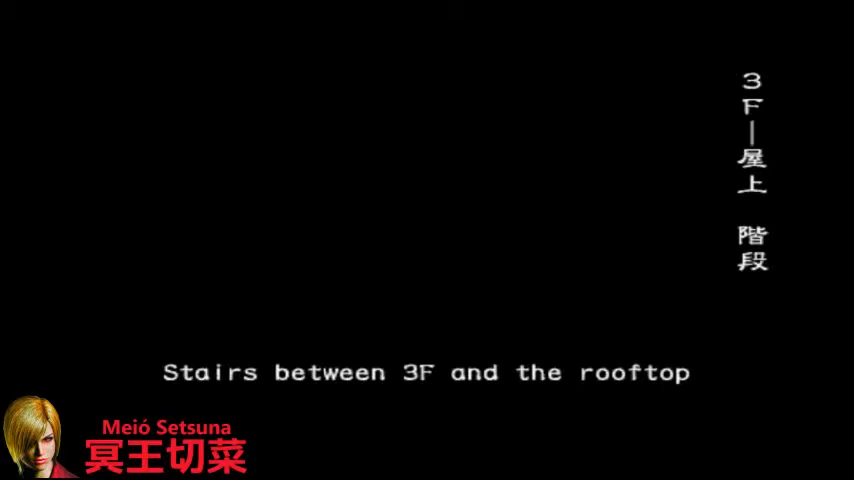 3F―屋上　階段
Stairs between 3F and the rooftop
Meió Setsuna
冥王切菜